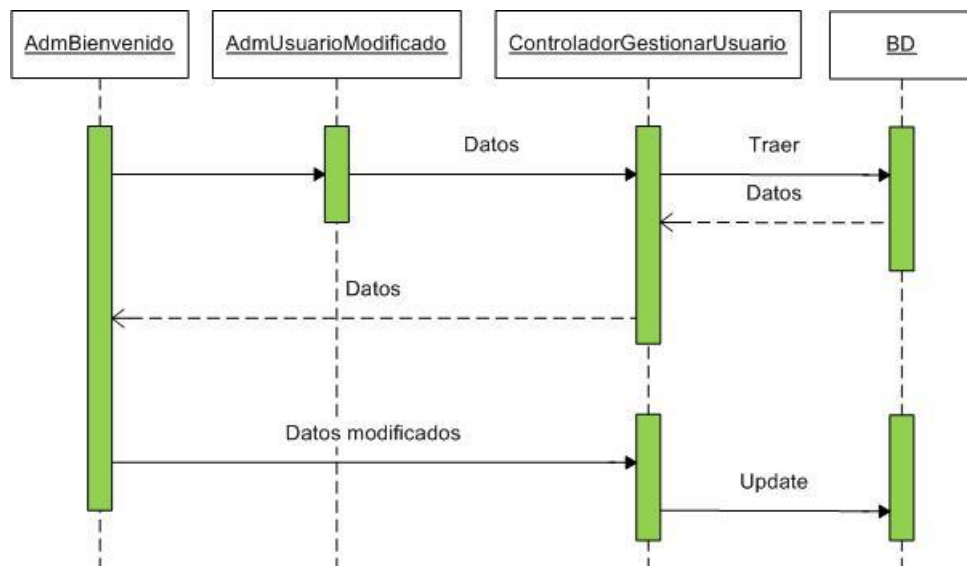 AdmBienvenido
AdmUsuarioModificado
ControladorGestionarUsuario
BD
Datos
Traer
Datos
Datos
Datos modificados
Update